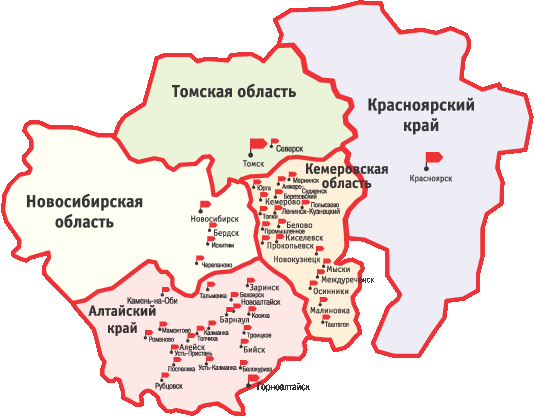 Томская область
Северск
Томск
Красноярский
край
Красноярск
Кемеровская
область
Мариинск
Анжеро-
Судженск
Юрга
Березовский
Кемерово
Полысаево
Ленинск-Кузнецкий
Топки
Промышленное
Белово
Киселевск
Прокопьевск
Новокузнецк
Мыски
Междуреченск
Осинники
Малиновка
Таштагол
Новосибирская
область
Новосибирск
Бердск
Искитим
Черепаново
Алтайский
край
Камень-на-Оби
Тальменка
Заринск
Белоярск
Новоалтайск
Барнаул
Косиха
Мамонтово
Романово
Калманка
Топчиха
Троицкое
Алейск
Усть-Пристань
Бийск
Поспелиха
Усть-Калманка
Белокуриха
Рубцовск
Горноалтайск